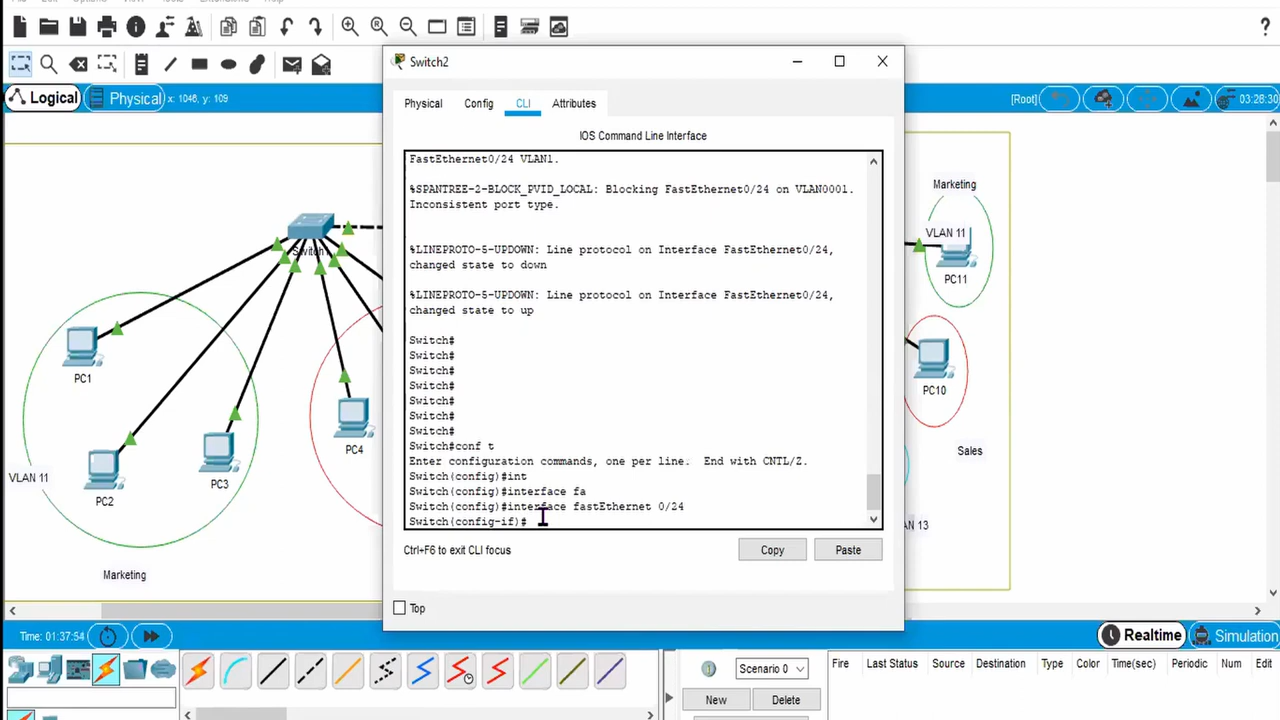 Logical
Physical
x: 1046, y: 109
[Root]
03:28:30
Switch2
Physical
Config
CLI
Attributes
IOS Command Line Interface
FastEthernet0/24 VLAN1.
%SPANTREE-2-BLOCK_PVID_LOCAL: Blocking FastEthernet0/24 on VLAN0001.
Inconsistent port type.
%LINEPROTO-5-UPDOWN: Line protocol on Interface FastEthernet0/24,
changed state to down
%LINEPROTO-5-UPDOWN: Line protocol on Interface FastEthernet0/24,
changed state to up
Switch#
Switch#
Switch#
Switch#
Switch#
Switch#
Switch#
Switch#conf t
Enter configuration commands, one per line.  End with CNTL/Z.
Switch(config)#int
Switch(config)#interface fa
Switch(config)#interface fastEthernet 0/24
Switch(config-if)#
Ctrl+F6 to exit CLI focus
Copy
Paste
Top
PC1
PC2
PC3
PC4
VLAN 11
Marketing
Marketing
VLAN 11
PC11
PC10
Sales
AN 13
Time: 01:37:54
Realtime
Simulation
Scenario 0
New
Delete
Fire
Last Status
Source
Destination
Type
Color
Time(sec)
Periodic
Num
Edit